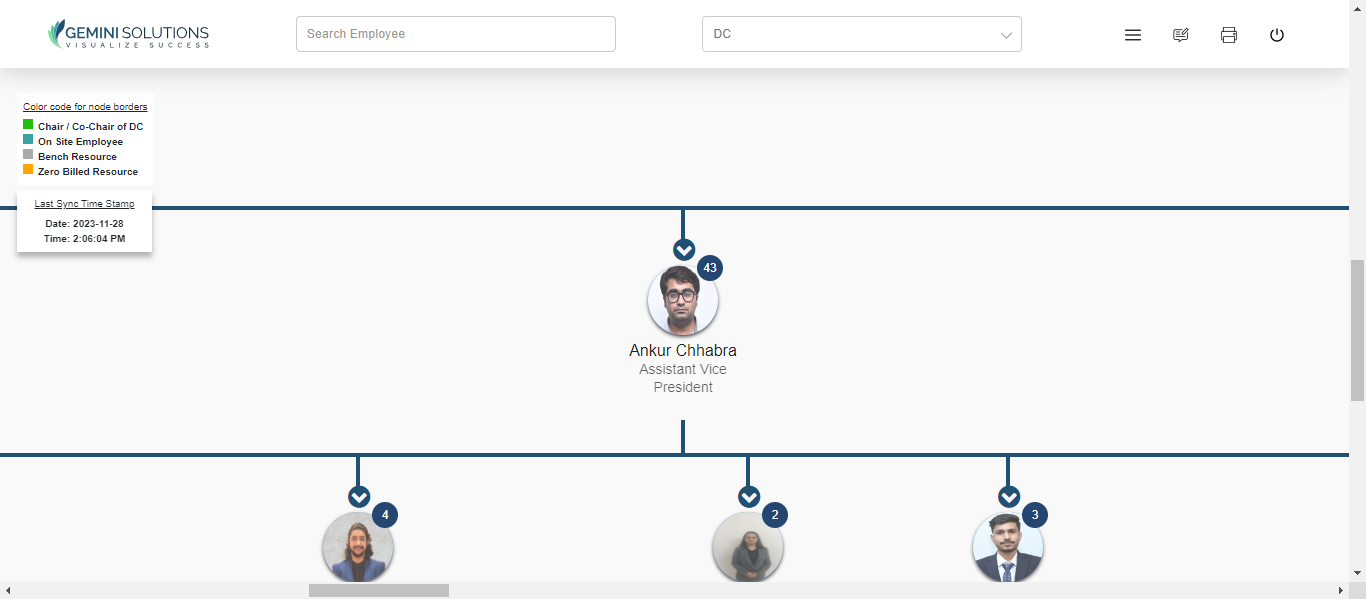 GEMINI SOLUTIONS
VISUALIZE SUCCESS
Search Employee
DC
Color code for node borders
Chair / Co-Chair of DC
On Site Employee
Bench Resource
Zero Billed Resource
Last Sync Time Stamp
Date: 2023-11-28
Time: 2:06:04 PM
43
Ankur Chhabra
Assistant Vice
President
4
2
3